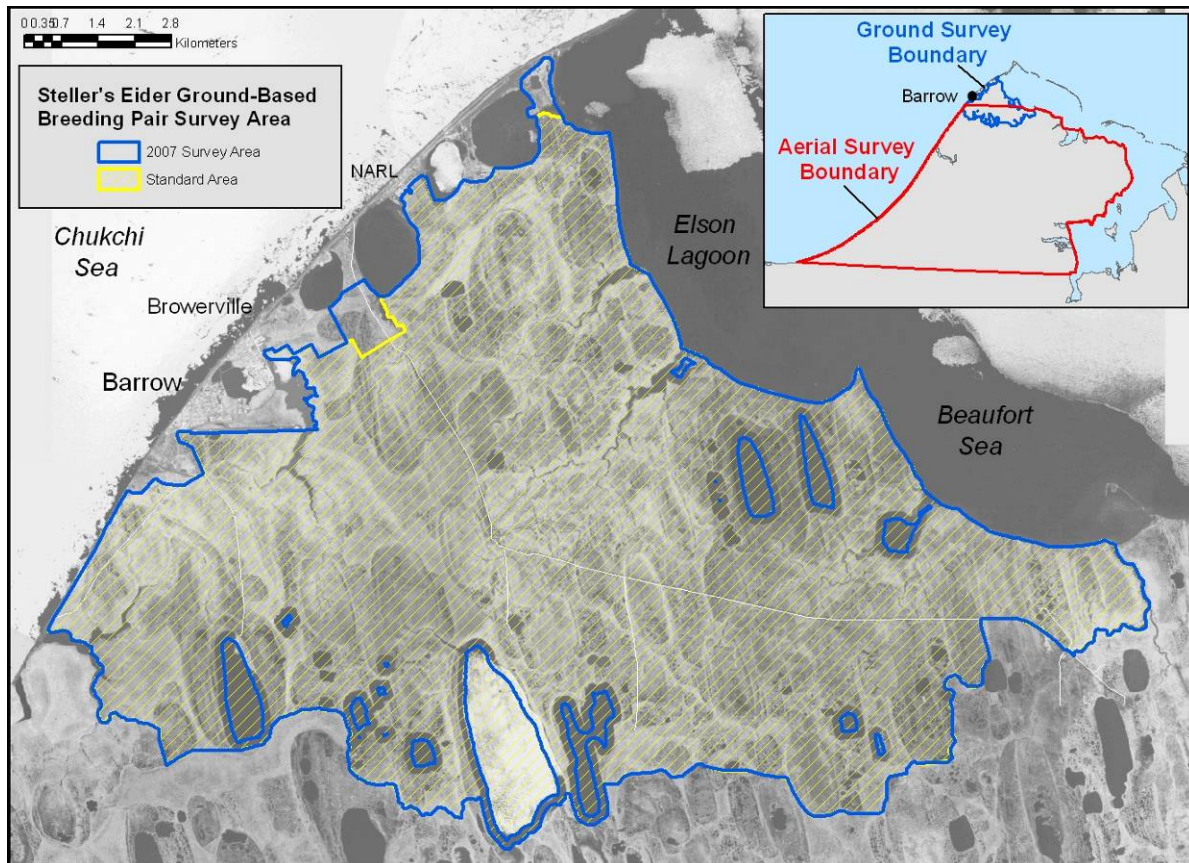 0 0.35 0.7 1.4 2.1 2.8
Kilometers
Steller's Eider Ground-Based
Breeding Pair Survey Area
2007 Survey Area
Standard Area
NARL
Chukchi
Sea
Browerville
Barrow
Elson
Lagoon
Beaufort
Sea
Ground Survey
Boundary
Barrow
Aerial Survey
Boundary